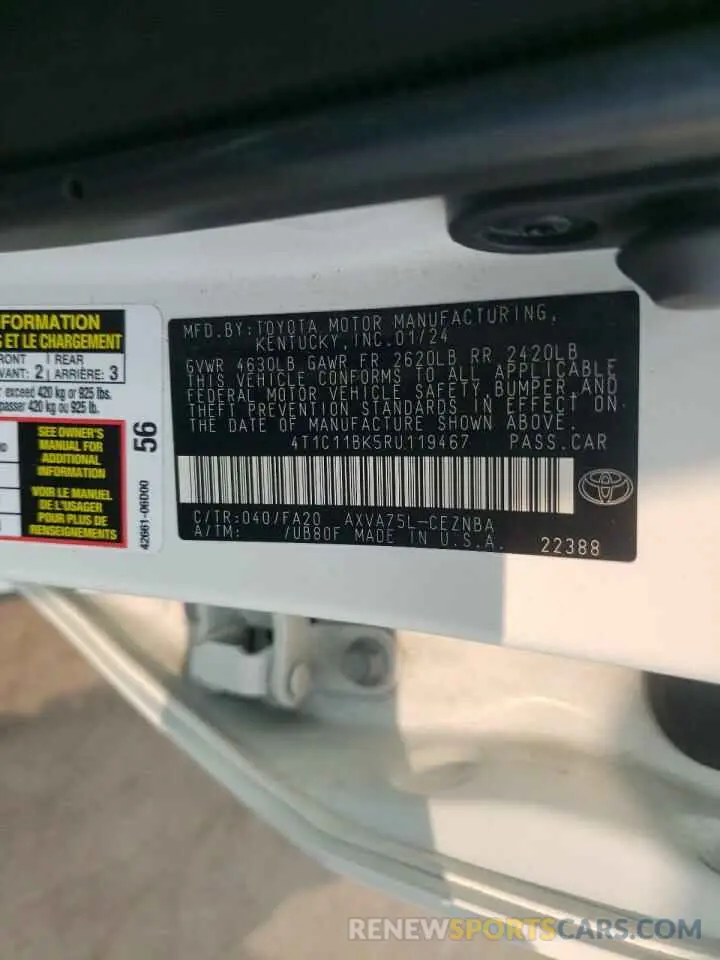 FORMATION
ET LE CHARGEMENT
FRONT 2 REAR 3
VANT: ARRIÈRE:
exceed 420 kg or 925 lbs.
passer 420 kg ou 925 lb.
SEE OWNER'S
MANUAL FOR
ADDITIONAL
INFORMATION
VOIR LE MANUEL
DE L'USAGER
POUR PLUS DE
RENSEIGNEMENTS
56
42661-06D00
MFD. BY: TOYOTA MOTOR MANUFACTURING,
KENTUCKY, INC. 01/24
GVWR 4630LB GAWR FR 2620LB RR 2420LB
THIS VEHICLE CONFORMS TO ALL APPLICABLE
FEDERAL MOTOR VEHICLE SAFETY, BUMPER, AND
THEFT PREVENTION STANDARDS IN EFFECT ON
THE DATE OF MANUFACTURE SHOWN ABOVE.
4T1C11BK5RU119467 PASS. CAR
C/TR: 040/FA20 AXVA75L-CEZNBA
A/TM: /UB80F MADE IN U.S.A.
22388
RENEWSPORTSCARS.COM